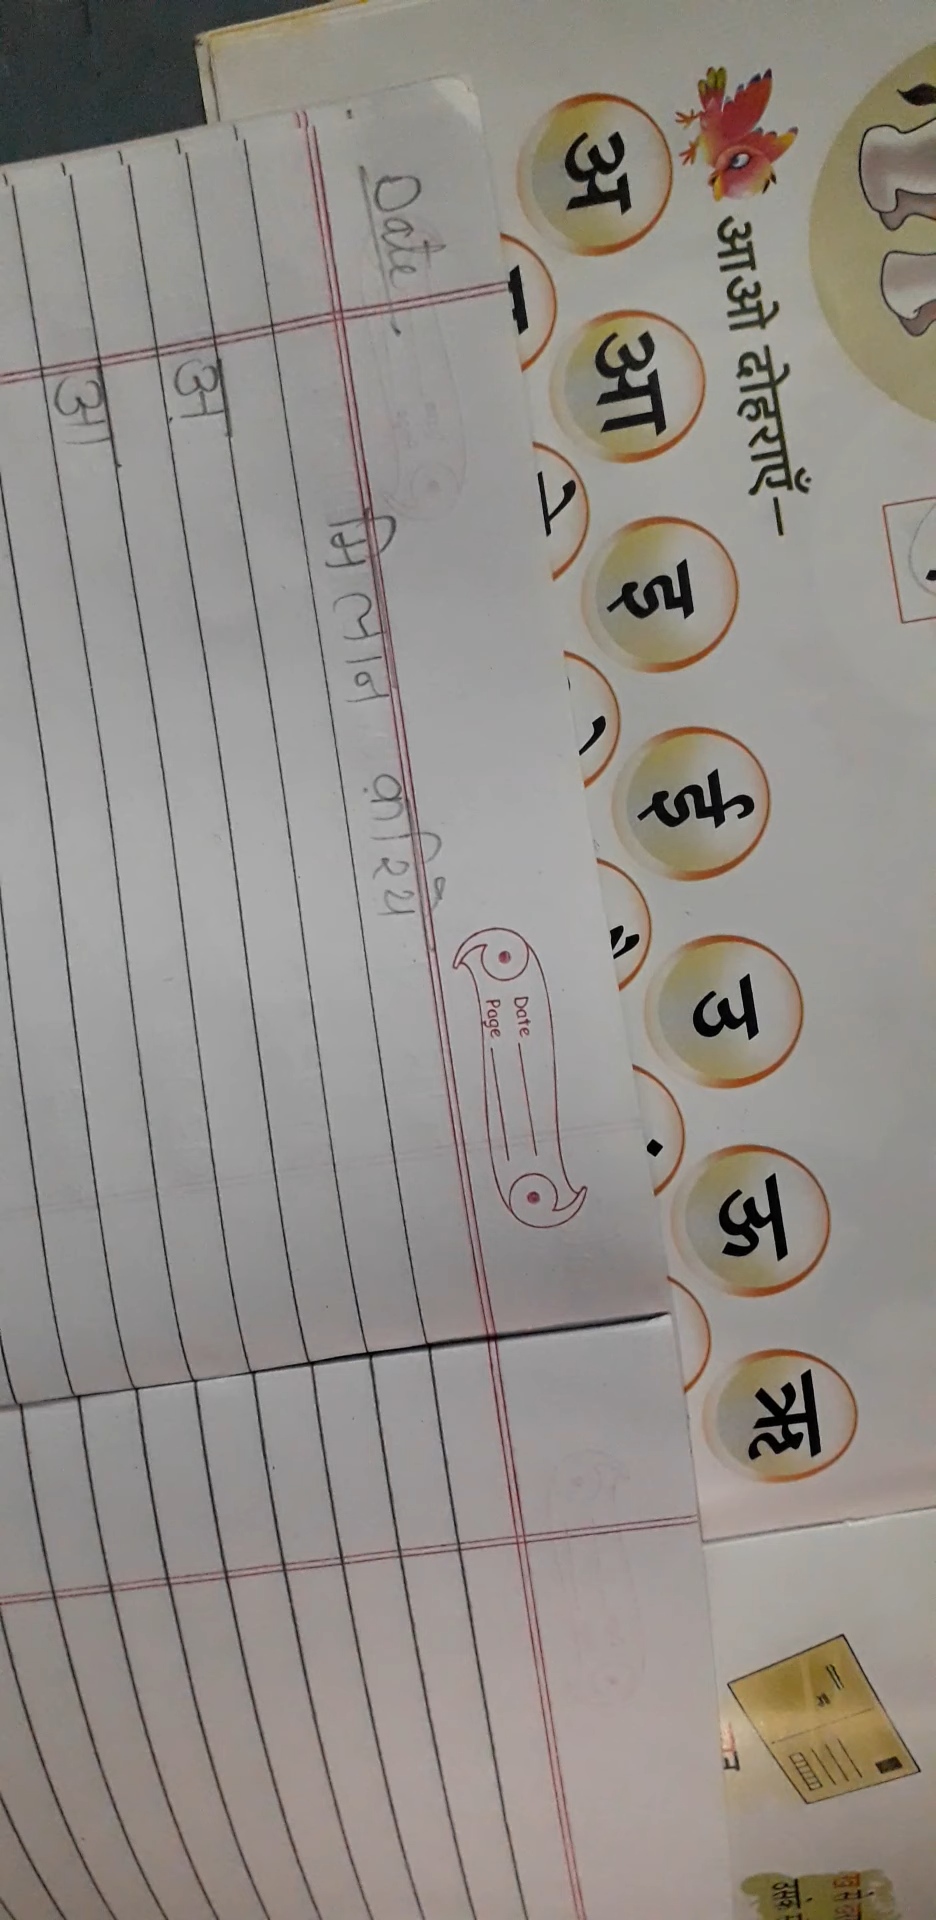 आओ दोहराएँ–
अ आ इ ई उ ऊ ऋ
Date
Page
Date.
मिलान करिए
अ
आ